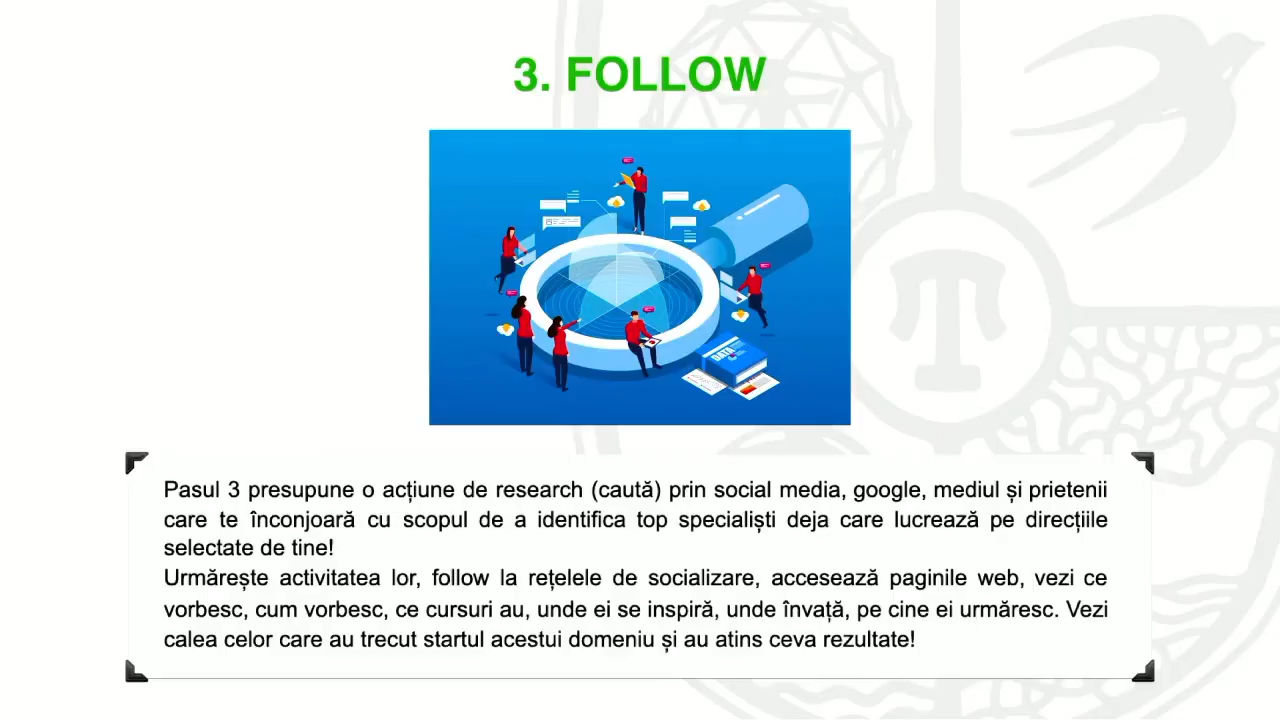 3. FOLLOW
DATA
Pasul 3 presupune o acțiune de research (caută) prin social media, google, mediul și prietenii
care te înconjoară cu scopul de a identifica top specialiști deja care lucrează pe direcțiile
selectate de tine!
Urmărește activitatea lor, follow la rețelele de socializare, accesează paginile web, vezi ce
vorbesc, cum vorbesc, ce cursuri au, unde ei se inspiră, unde învață, pe cine ei urmăresc. Vezi
calea celor care au trecut startul acestui domeniu și au atins ceva rezultate!